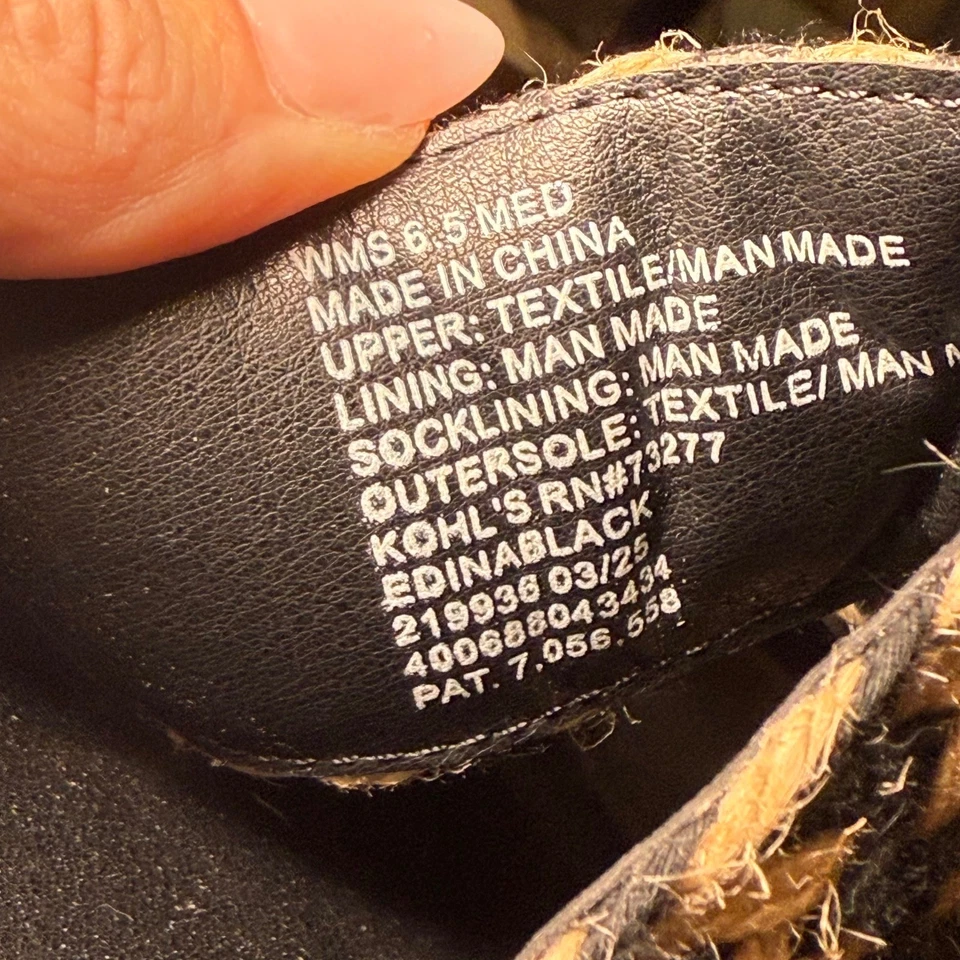 WMS 6.5 MED
MADE IN CHINA
UPPER: TEXTILE/MAN MADE
LINING: MAN MADE
SOCKLINING: MAN MADE
OUTERSOLE: TEXTILE/ MAN
KOHL'S RN#73277
EDINABLACK
219936 03/25
400686043434
PAT. 7,056,558